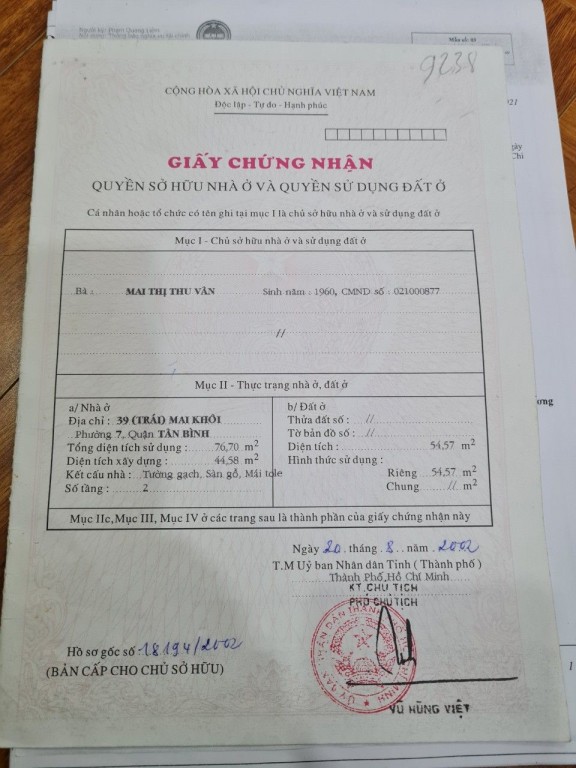 Người lập: Phạm Quang Liêm
Mẫu số: 01
9238
CỘNG HÒA XÃ HỘI CHỦ NGHĨA VIỆT NAM
Độc lập - Tự do - Hạnh phúc
GIẤY CHỨNG NHẬN
QUYỀN SỞ HỮU NHÀ Ở VÀ QUYỀN SỬ DỤNG ĐẤT Ở
Cá nhân hoặc tổ chức có tên ghi tại mục I là chủ sở hữu nhà ở và sử dụng đất ở
Mục I - Chủ sở hữu nhà ở và sử dụng đất ở
Bà : MAI THỊ THU VÂN Sinh năm : 1960, CMND số : 021000877
//
Mục II - Thực trạng nhà ở, đất ở
a/ Nhà ở
Địa chỉ : 39 (TRÁI) MAI KHÔI
Phường 7, Quận TÂN BÌNH
Tổng diện tích sử dụng : 76,70 m2
Diện tích xây dựng : 44,58 m2
Kết cấu nhà : Tường gạch, Sàn gỗ, Mái tole
Số tầng : 2
b/ Đất ở
Thửa đất số : //
Tờ bản đồ số : //
Diện tích : 54,57 m2
Hình thức sử dụng :
Riêng 54,57 m2
Chung // m2
Mục IIc, Mục III, Mục IV ở các trang sau là thành phần của giấy chứng nhận này
Ngày 20 tháng 8 năm 2002
T.M Uỷ ban Nhân dân Tỉnh ( Thành phố )
Thành Phố Hồ Chí Minh
KT. CHỦ TỊCH
PHÓ CHỦ TỊCH
Hồ sơ gốc số 18194/2002
(BẢN CẤP CHO CHỦ SỞ HỮU)
VŨ HÙNG VIỆT